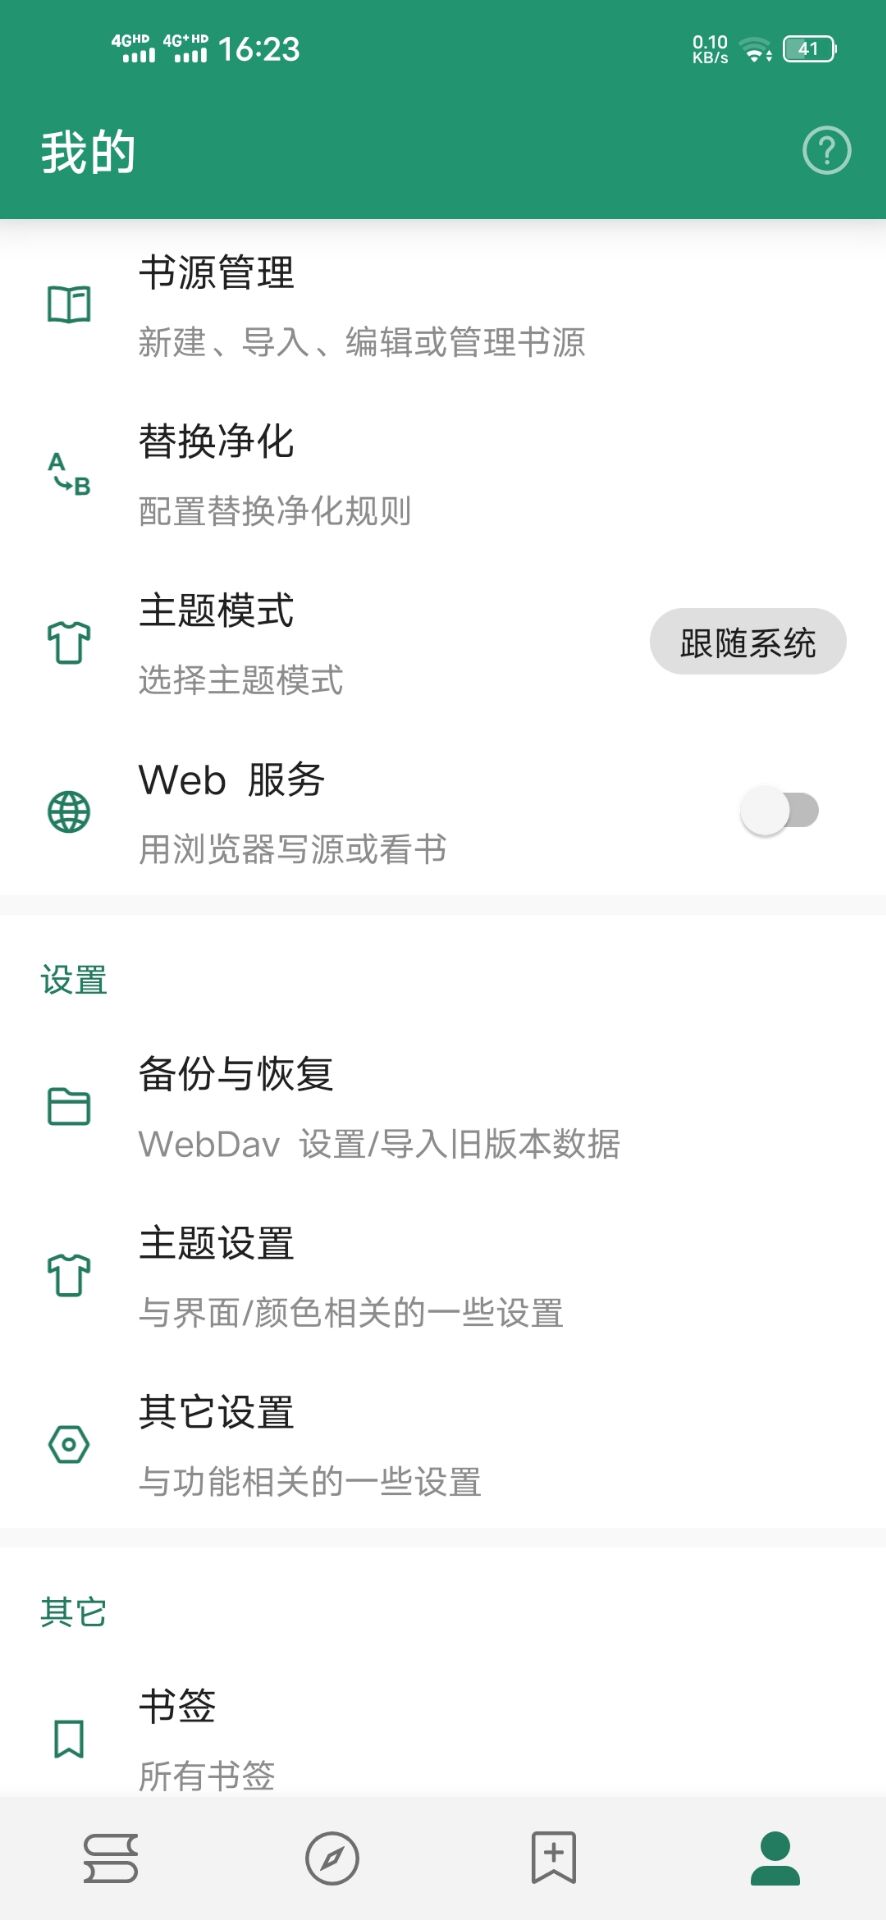 4GHD 4G+HD 16:23 0.10 KB/s 41
我的
书源管理
新建、导入、编辑或管理书源
A
B
替换净化
配置替换净化规则
主题模式
选择主题模式
跟随系统
Web 服务
用浏览器写源或看书
设置
备份与恢复
WebDav 设置/导入旧版本数据
主题设置
与界面/颜色相关的一些设置
其它设置
与功能相关的一些设置
其它
书签
所有书签